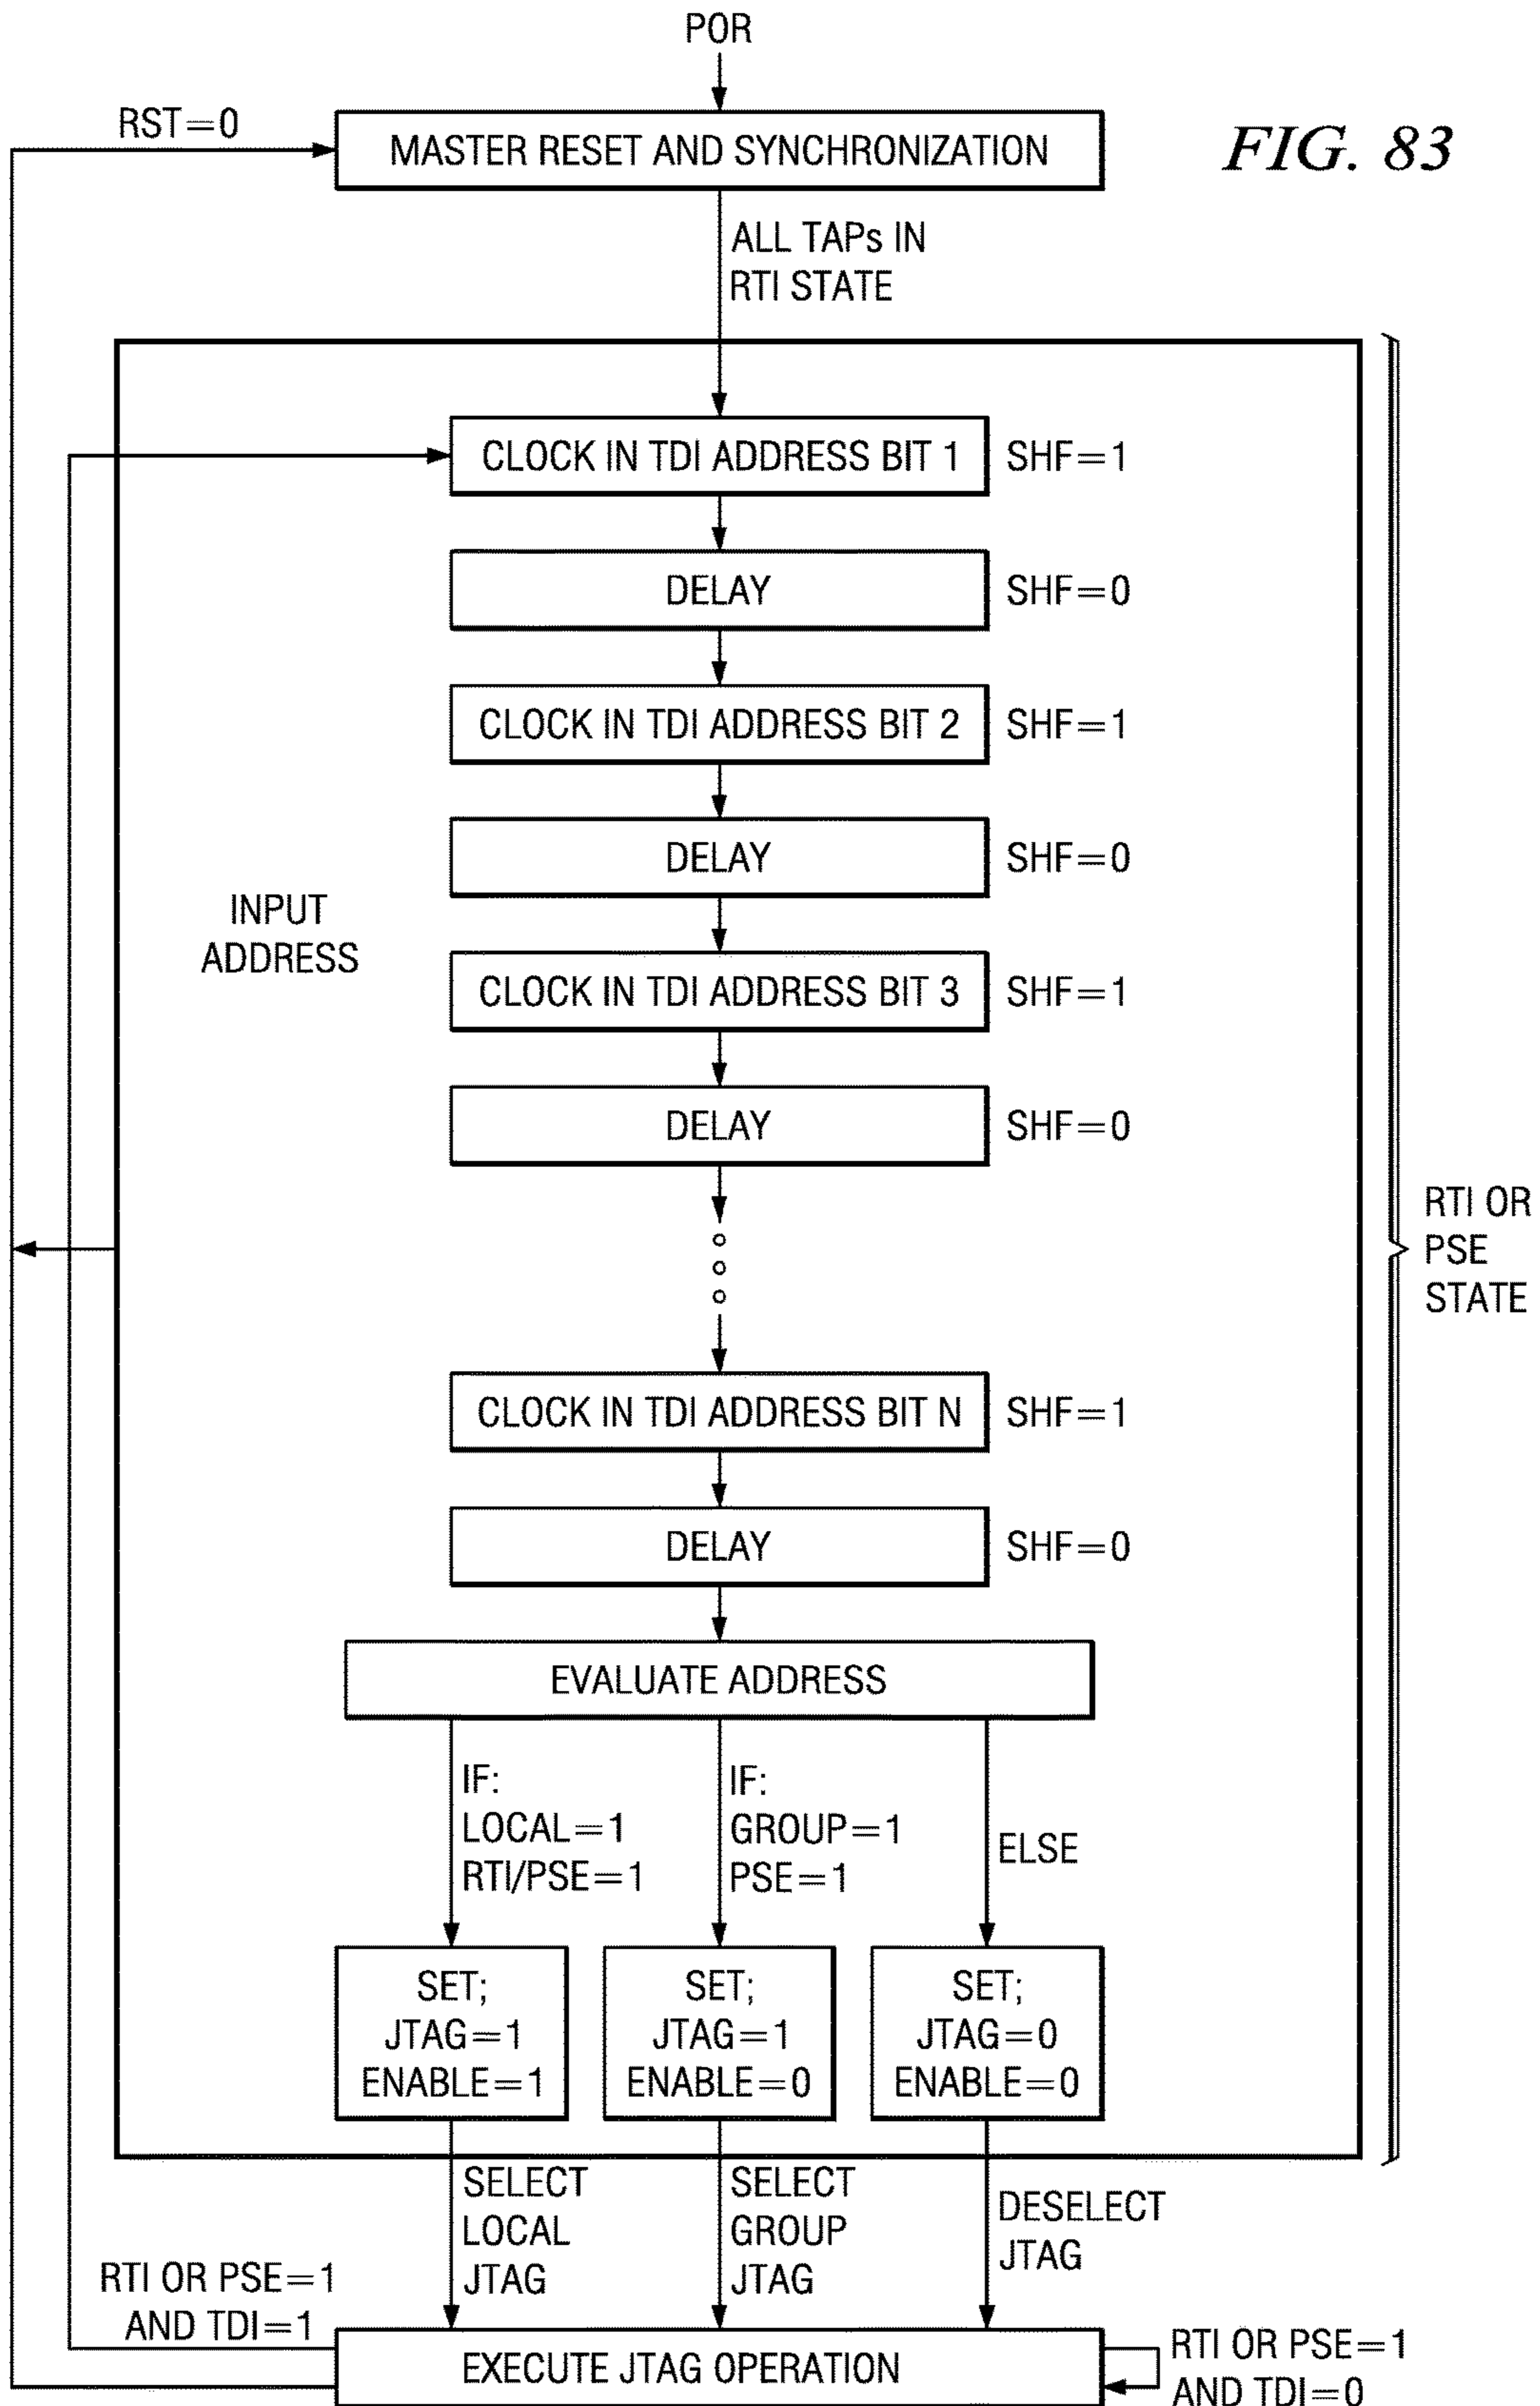 POR
RST=0
MASTER RESET AND SYNCHRONIZATION
FIG. 83
ALL TAPs IN
RTI STATE
CLOCK IN TDI ADDRESS BIT 1
SHF=1
DELAY
SHF=0
CLOCK IN TDI ADDRESS BIT 2
SHF=1
DELAY
SHF=0
INPUT
ADDRESS
CLOCK IN TDI ADDRESS BIT 3
SHF=1
DELAY
SHF=0
RTI OR
PSE
STATE
CLOCK IN TDI ADDRESS BIT N
SHF=1
DELAY
SHF=0
EVALUATE ADDRESS
IF:
LOCAL=1
RTI/PSE=1
IF:
GROUP=1
PSE=1
ELSE
SET;
JTAG=1
ENABLE=1
SET;
JTAG=1
ENABLE=0
SET;
JTAG=0
ENABLE=0
SELECT
LOCAL
JTAG
SELECT
GROUP
JTAG
DESELECT
JTAG
RTI OR PSE=1
AND TDI=1
EXECUTE JTAG OPERATION
RTI OR PSE=1
AND TDI=0